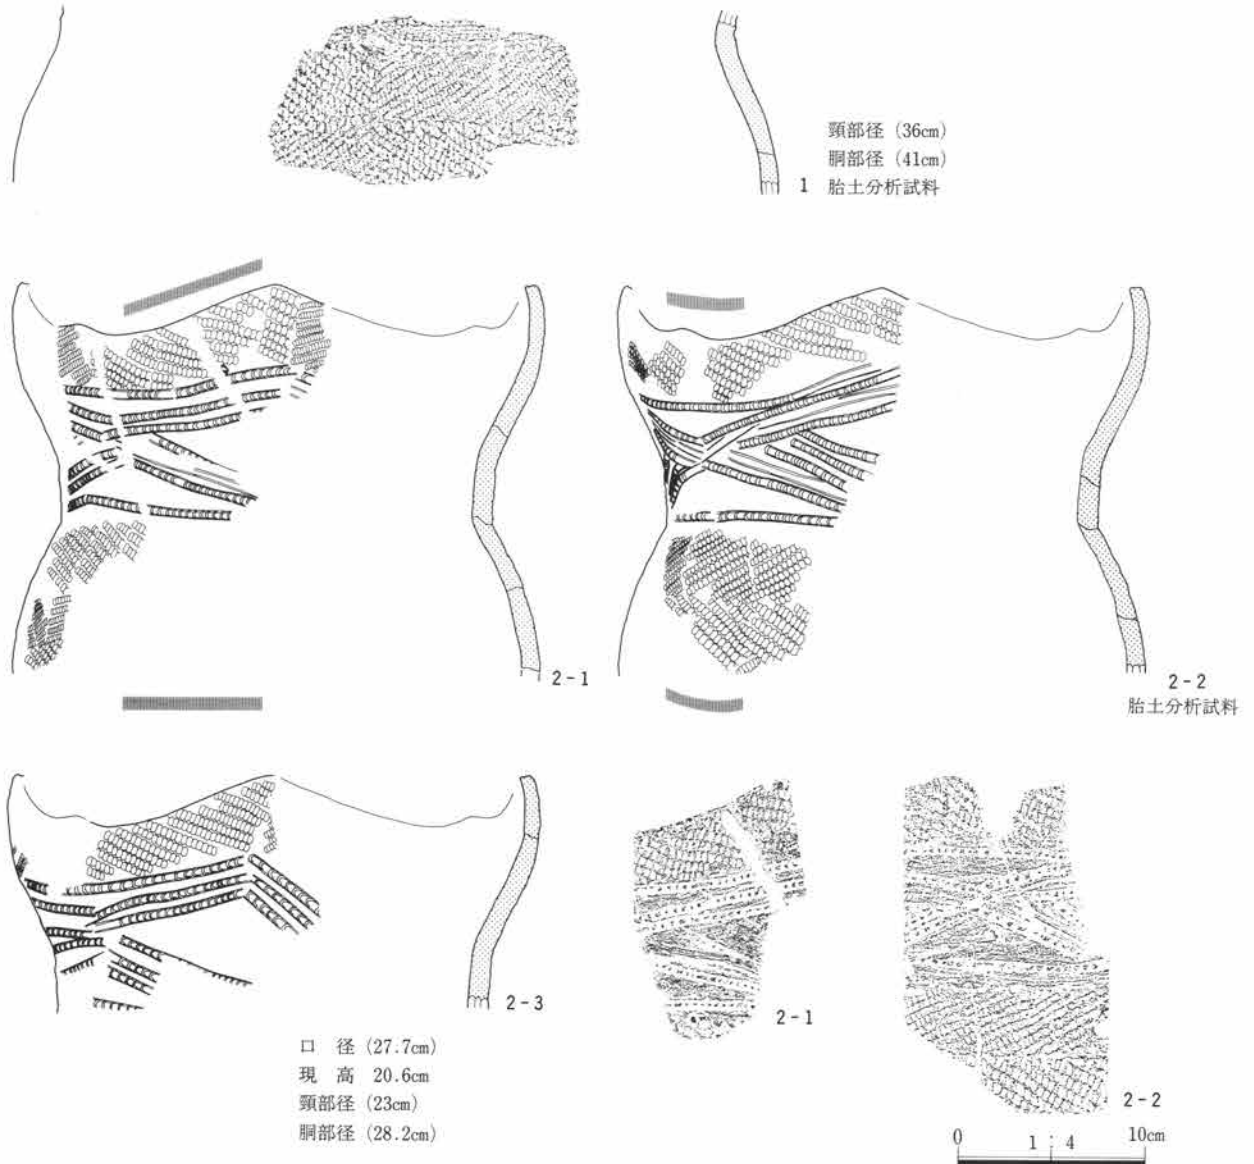 頸部径 (36cm)
胴部径 (41cm)
1 胎土分析試料
2-1
2-2
胎土分析試料
2-3
口 径 (27.7cm)
現 高 20.6cm
頸部径 (23cm)
胴部径 (28.2cm)
2-1
2-2
0 1:4 10cm